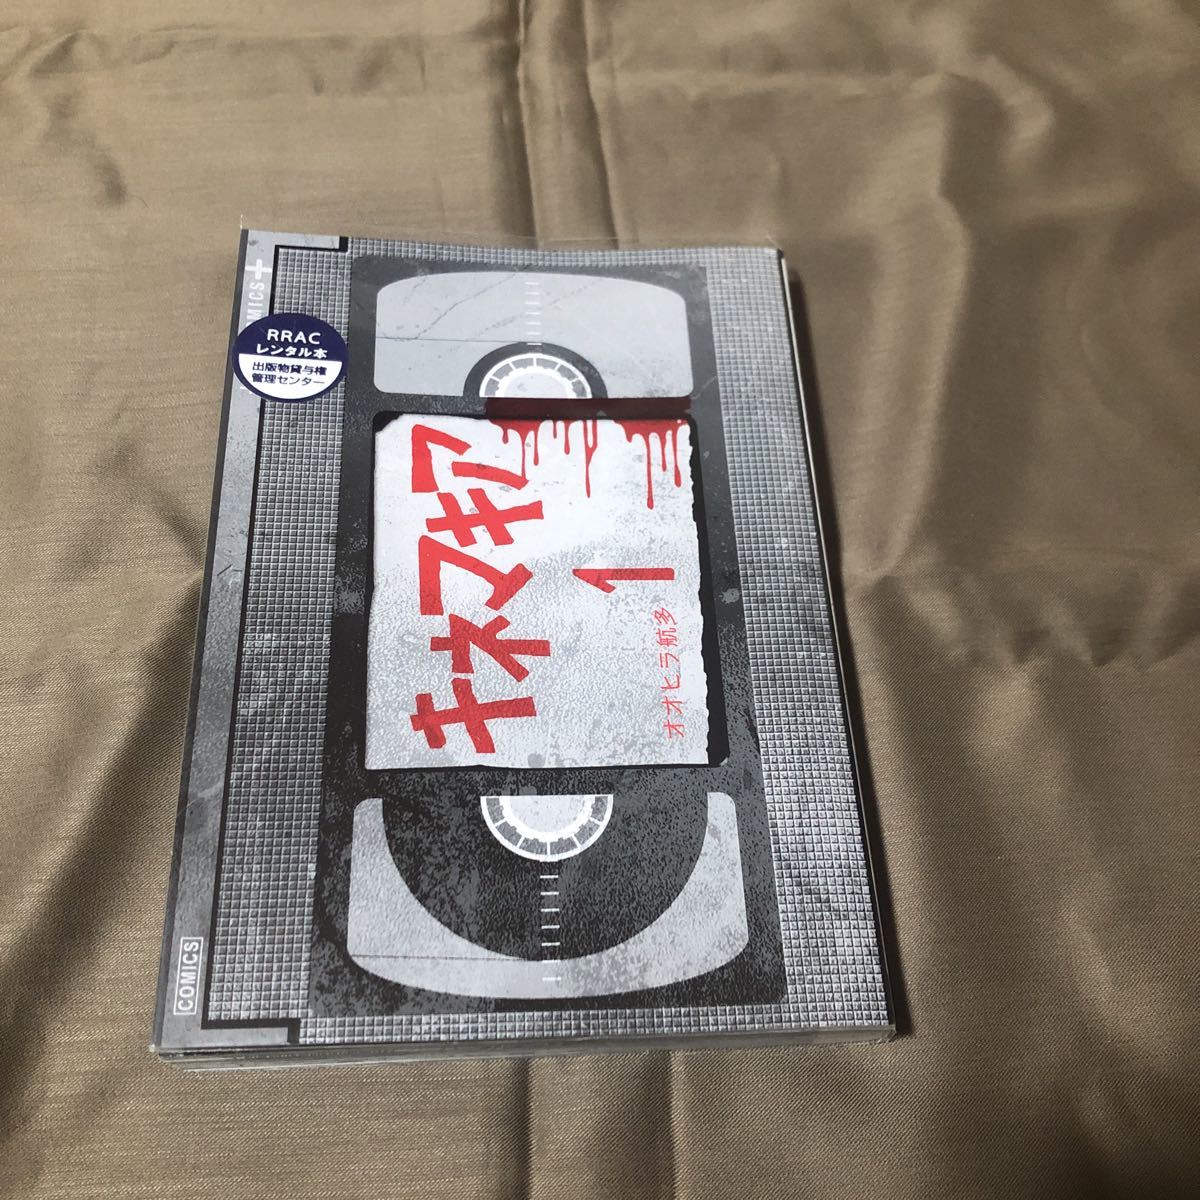 MICS+
RRAC
レンタル本
出版物貸与権
管理センター
キネマキア
1
オオヒラ航多
COMICS